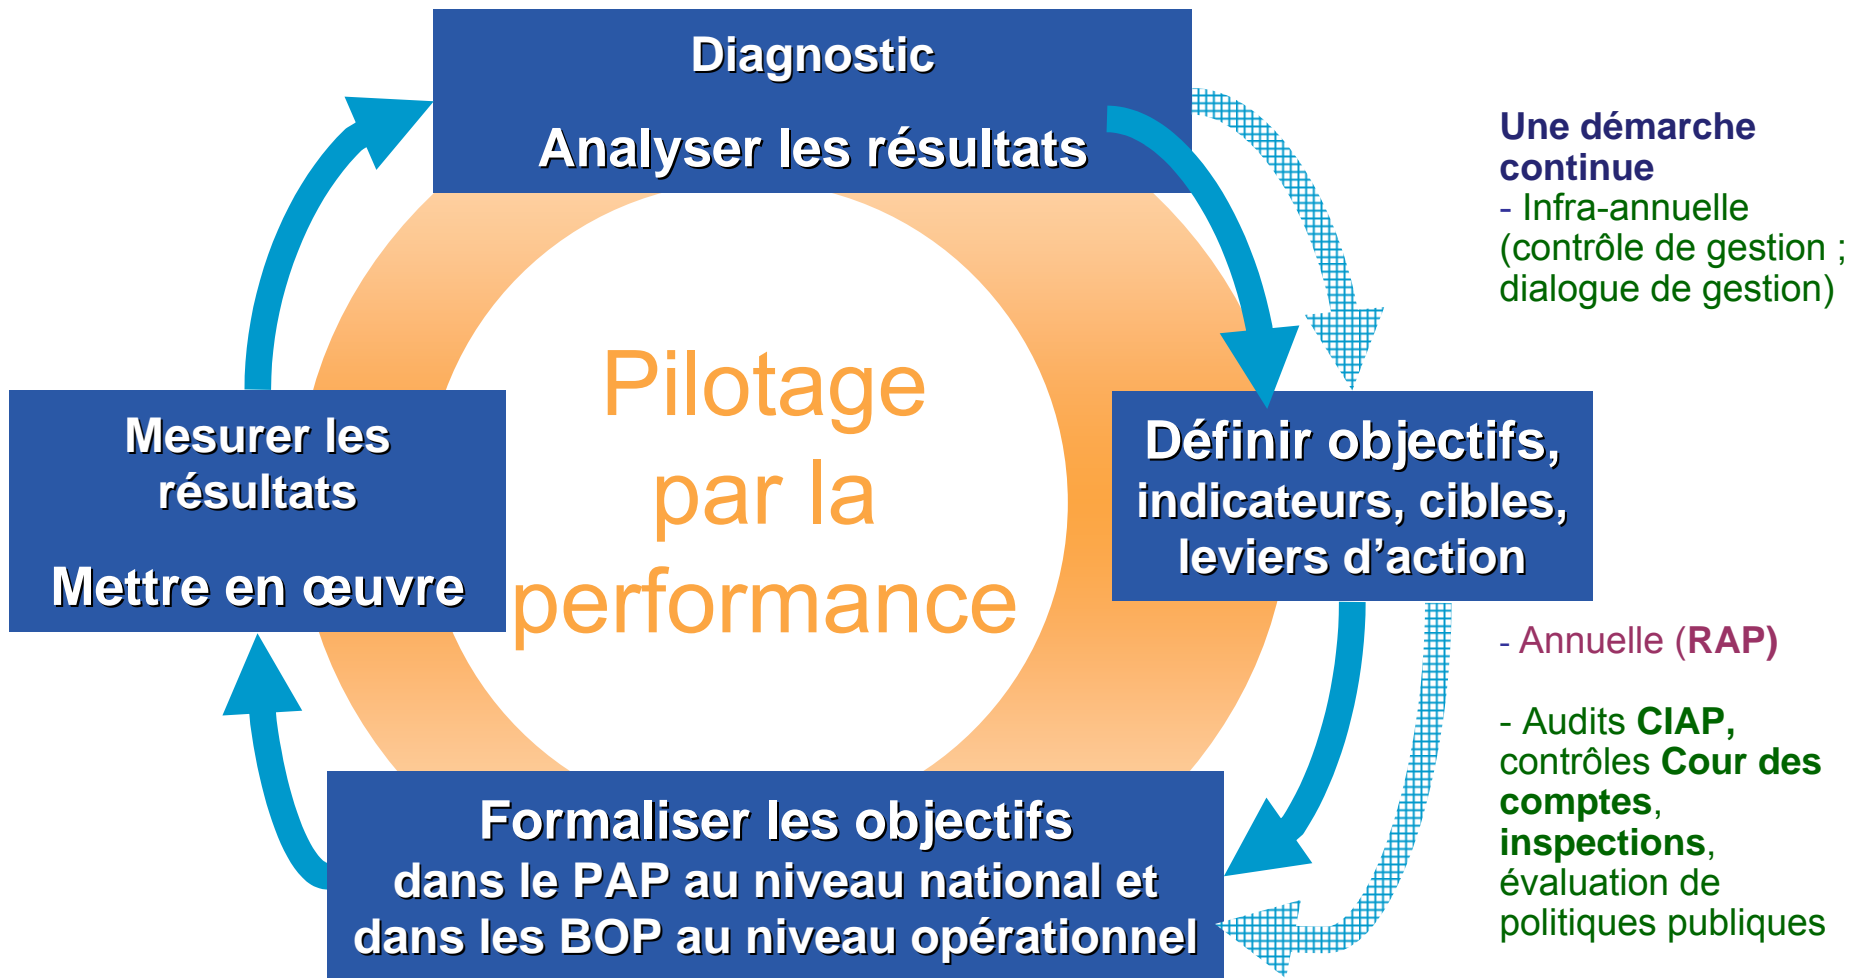 Diagnostic
Analyser les résultats
Une démarche
continue
- Infra-annuelle
(contrôle de gestion ;
dialogue de gestion)
Pilotage
par la
performance
Mesurer les
résultats
Mettre en œuvre
Définir objectifs,
indicateurs, cibles,
leviers d’action
- Annuelle (RAP)
- Audits CIAP,
contrôles Cour des
comptes,
inspections,
évaluation de
politiques publiques
Formaliser les objectifs
dans le PAP au niveau national et
dans les BOP au niveau opérationnel